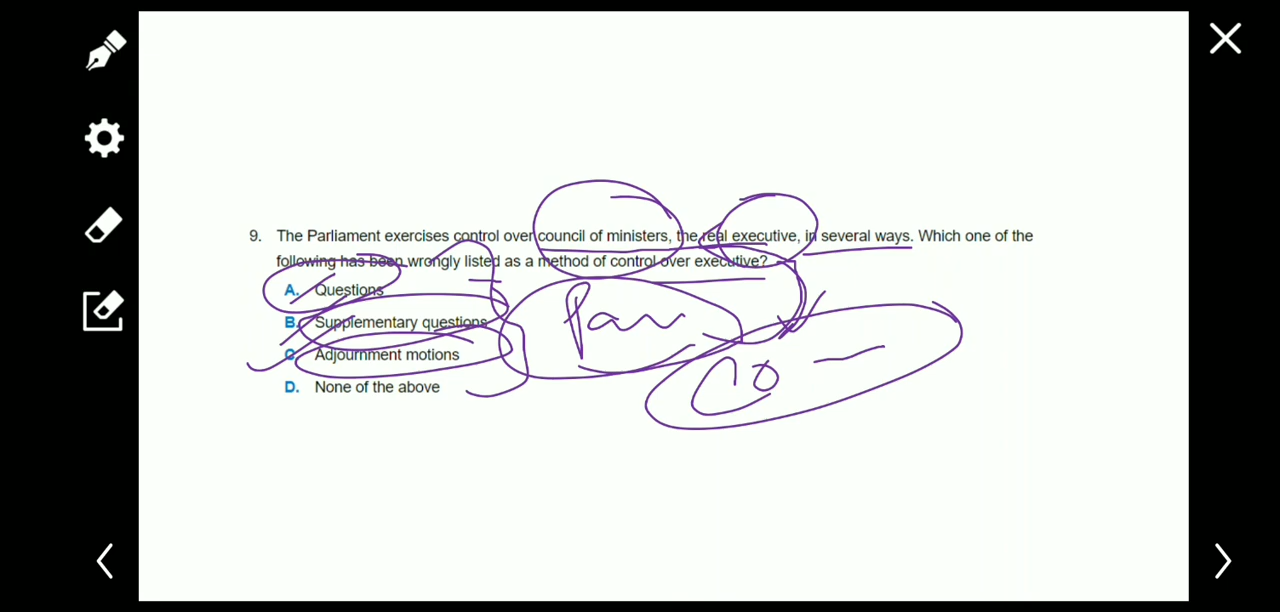 9. The Parliament exercises control over council of ministers, the real executive, in several ways. Which one of the
following has been wrongly listed as a method of control over executive?
A. Questions
B. Supplementary questions
C. Adjournment motions
D. None of the above